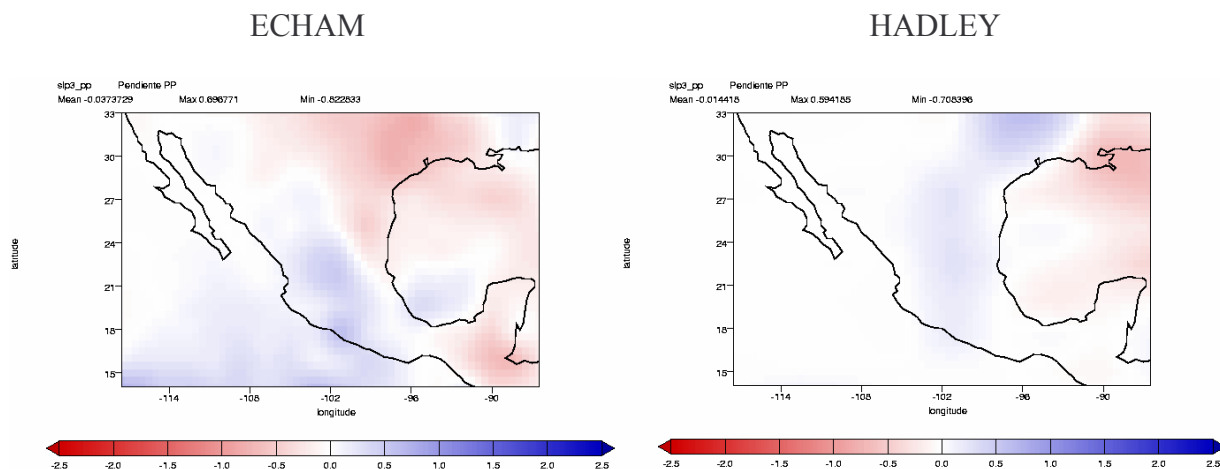 ECHAM
HADLEY
slp3_pp Pendiente PP
Mean -0.0373729 Max 0.696771 Min -0.822833
33
30
27
24
21
18
15
latitude
-114 -108 -102 -96 -90
longitude
-2.5 -2.0 -1.5 -1.0 -0.5 0.0 0.5 1.0 1.5 2.0 2.5
slp3_pp Pendiente PP
Mean -0.014418 Max 0.594185 Min -0.708396
33
30
27
24
21
18
15
latitude
-114 -108 -102 -96 -90
longitude
-2.5 -2.0 -1.5 -1.0 -0.5 0.0 0.5 1.0 1.5 2.0 2.5